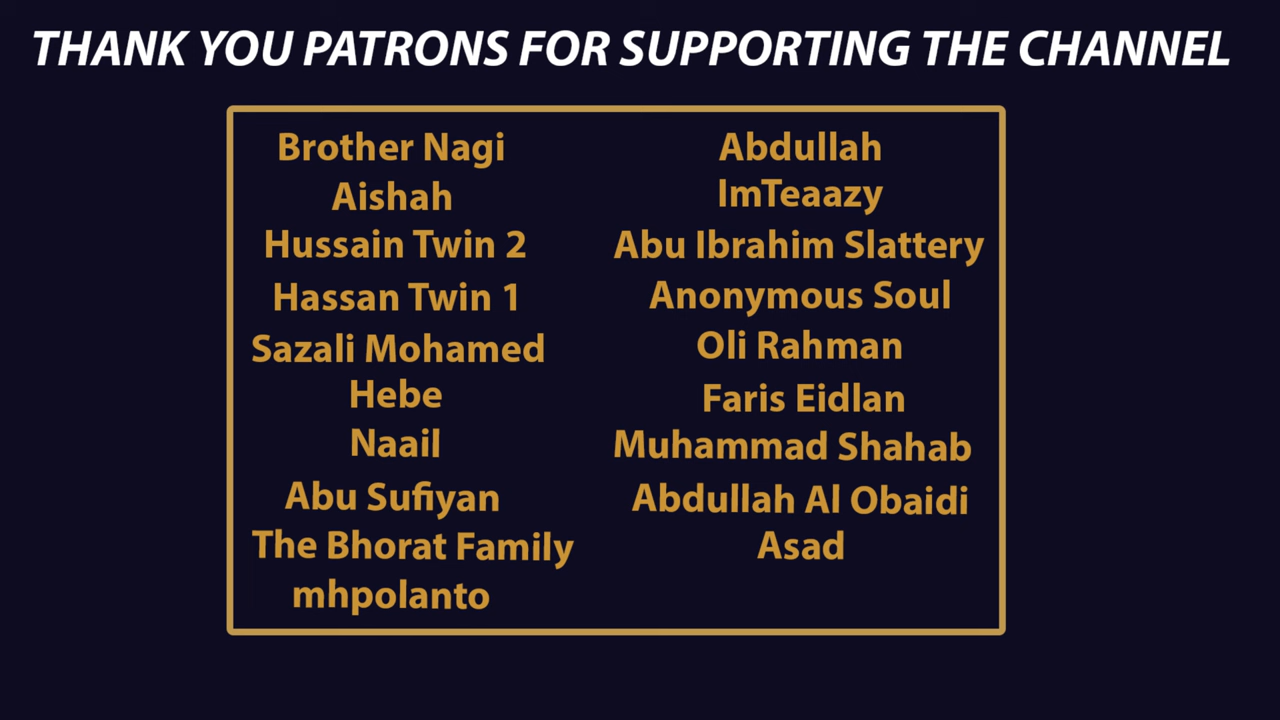 THANK YOU PATRONS FOR SUPPORTING THE CHANNEL
Brother Nagi
Aishah
Hussain Twin 2
Hassan Twin 1
Sazali Mohamed
Hebe
Naail
Abu Sufiyan
The Bhorat Family
mhpolanto
Abdullah
ImTeaazy
Abu Ibrahim Slattery
Anonymous Soul
Oli Rahman
Faris Eidlan
Muhammad Shahab
Abdullah Al Obaidi
Asad